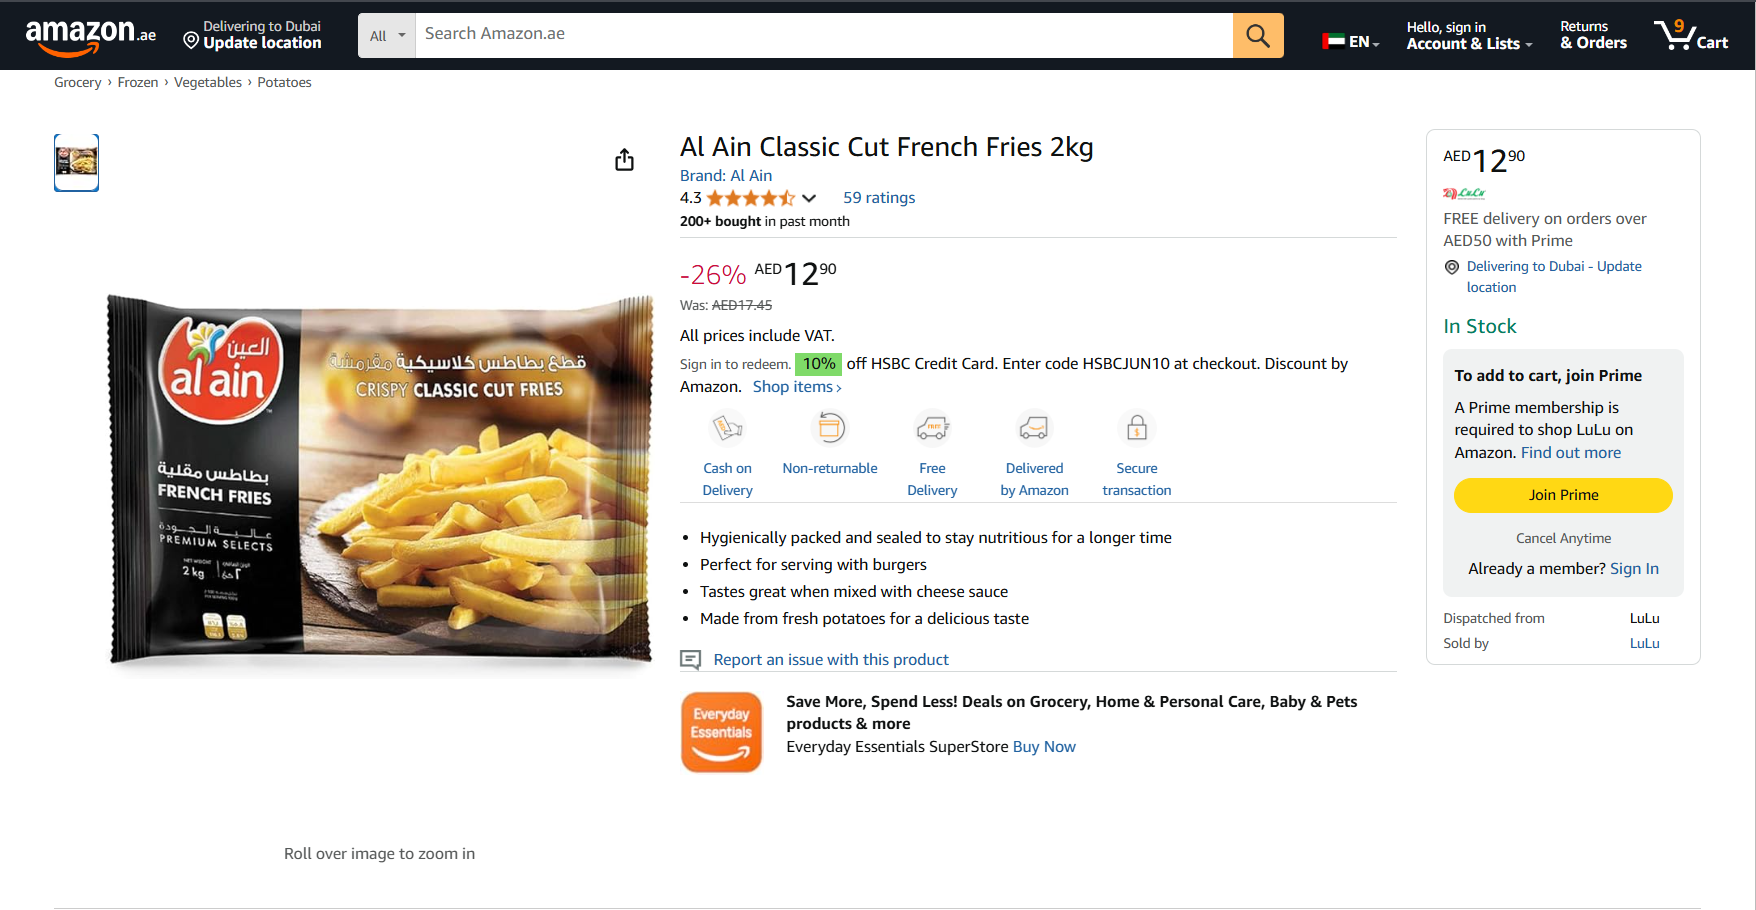 amazon.ae
Delivering to Dubai
Update location
All
Search Amazon.ae
EN
Hello, sign in
Account & Lists
Returns
& Orders
9
Cart
Grocery › Frozen › Vegetables › Potatoes
العين
al ain
قطع بطاطس كلاسيكية مقرمشة
CRISPY CLASSIC CUT FRIES
بطاطس مقلية
FRENCH FRIES
عالية الجودة
PREMIUM SELECTS
NET WEIGHT
2 kg
Roll over image to zoom in
Al Ain Classic Cut French Fries 2kg
Brand: Al Ain
4.3
59 ratings
200+ bought in past month
-26% AED12.90
Was: AED17.45
All prices include VAT.
Sign in to redeem. 10% off HSBC Credit Card. Enter code HSBCJUN10 at checkout. Discount by
Amazon. Shop items ›
Cash on
Delivery
Non-returnable
FREE
Free
Delivery
Delivered
by Amazon
Secure
transaction
• Hygienically packed and sealed to stay nutritious for a longer time
• Perfect for serving with burgers
• Tastes great when mixed with cheese sauce
• Made from fresh potatoes for a delicious taste
Report an issue with this product
Everyday
Essentials
Save More, Spend Less! Deals on Grocery, Home & Personal Care, Baby & Pets
products & more
Everyday Essentials SuperStore Buy Now
AED12.90
LuLu
FREE delivery on orders over
AED50 with Prime
Delivering to Dubai - Update
location
In Stock
To add to cart, join Prime
A Prime membership is
required to shop LuLu on
Amazon. Find out more
Join Prime
Cancel Anytime
Already a member? Sign In
Dispatched from LuLu
Sold by LuLu